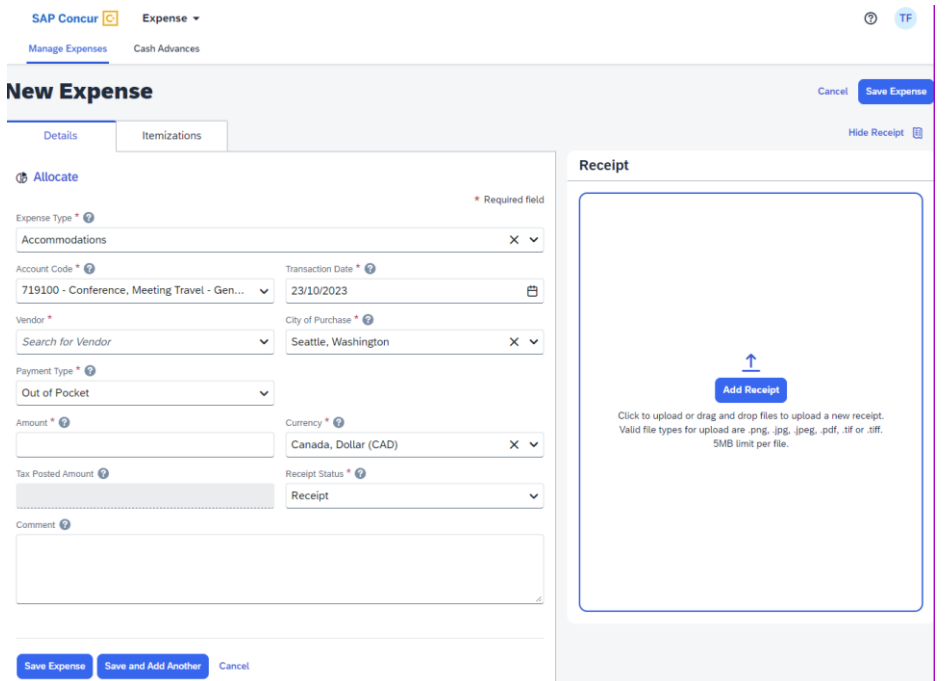 SAP Concur C Expense
TF
Manage Expenses Cash Advances
New Expense
Cancel Save Expense
Details Itemizations
Hide Receipt
Allocate
* Required field
Expense Type *
Accommodations
Account Code * Transaction Date *
719100 - Conference, Meeting Travel - Gen... 23/10/2023
Vendor * City of Purchase *
Search for Vendor Seattle, Washington
Payment Type *
Out of Pocket
Amount * Currency *
Canada, Dollar (CAD)
Tax Posted Amount Receipt Status *
Receipt
Comment
Save Expense Save and Add Another Cancel
Receipt
Add Receipt
Click to upload or drag and drop files to upload a new receipt.
Valid file types for upload are .png, .jpg, .jpeg, .pdf, .tif or .tiff.
5MB limit per file.